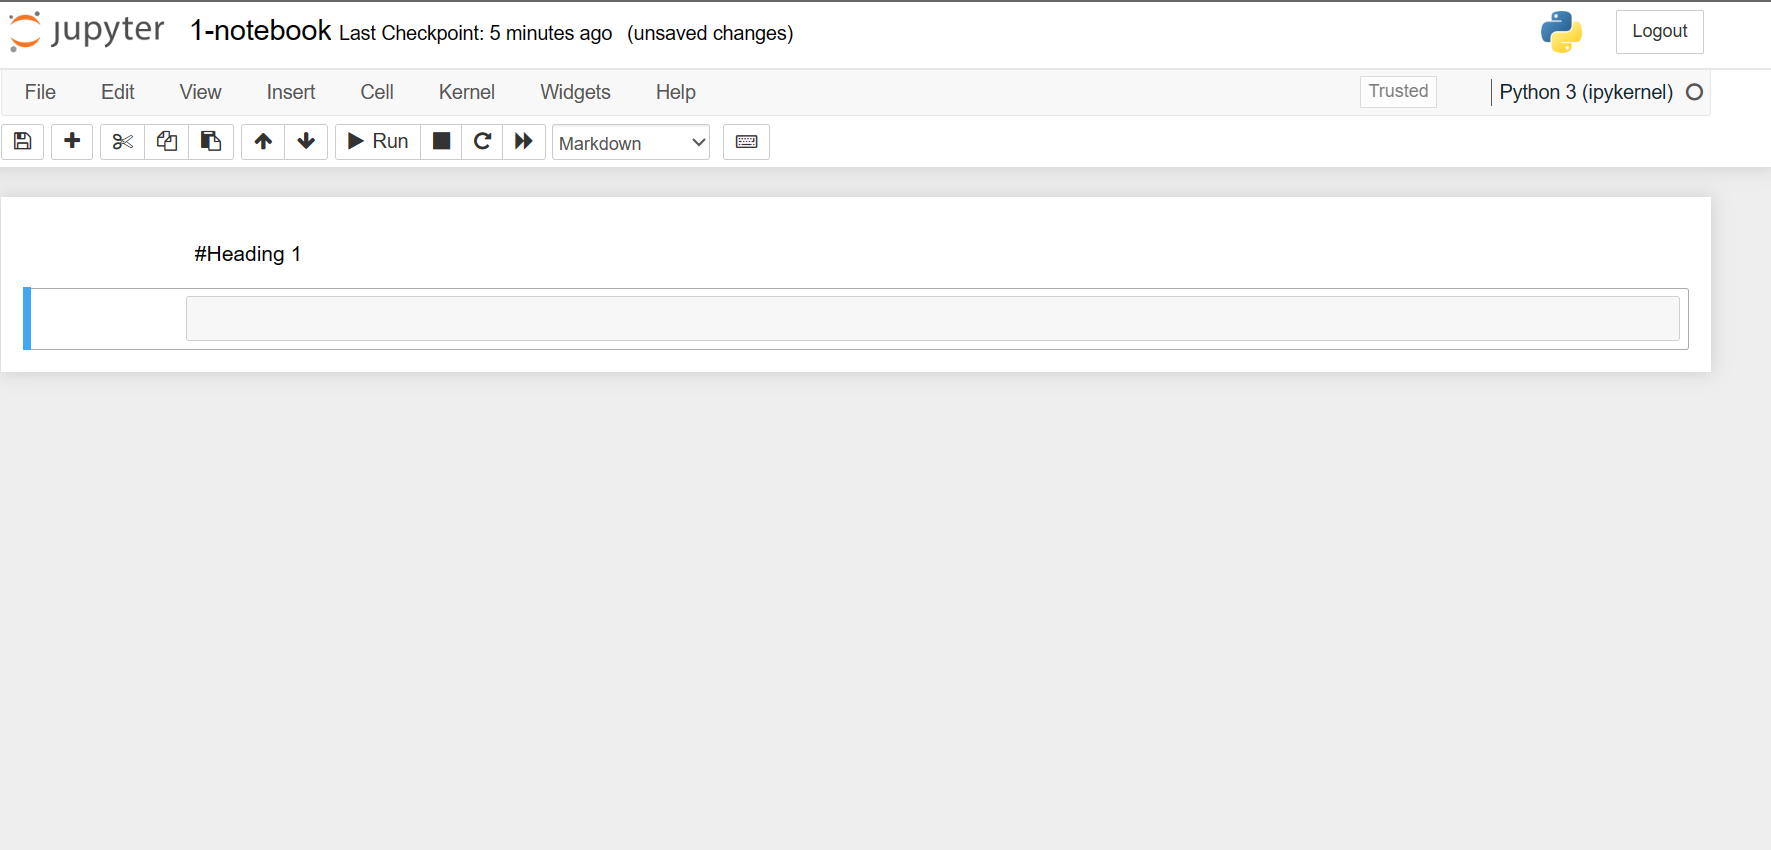 jupyter 1-notebook Last Checkpoint: 5 minutes ago (unsaved changes) Logout
File Edit View Insert Cell Kernel Widgets Help Trusted Python 3 (ipykernel)
Run Markdown
#Heading 1